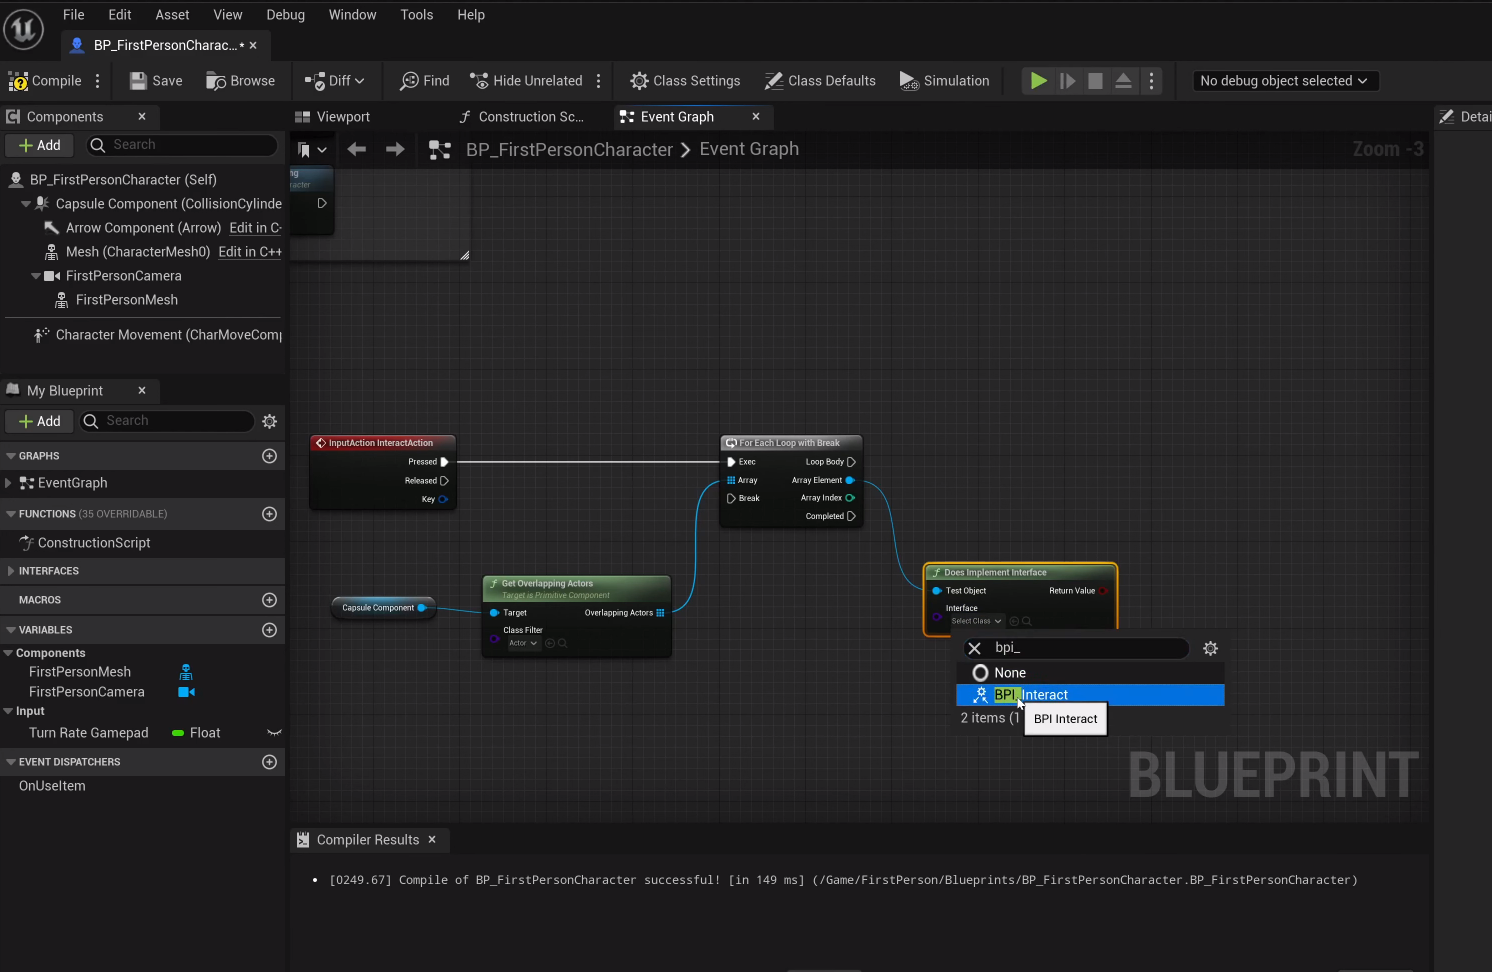 File Edit Asset View Debug Window Tools Help
BP_FirstPersonCharac...•
Compile Save Browse Diff Find Hide Unrelated Class Settings Class Defaults Simulation No debug object selected
Components Viewport Construction Sc... Event Graph Detai
+ Add Search BP_FirstPersonCharacter > Event Graph Zoom -3
BP_FirstPersonCharacter (Self)
Capsule Component (CollisionCylinde
Arrow Component (Arrow) Edit in C-
Mesh (CharacterMesh0) Edit in C++
FirstPersonCamera
FirstPersonMesh
Character Movement (CharMoveComp
ng
racter
My Blueprint
+ Add Search
GRAPHS
EventGraph
FUNCTIONS (35 OVERRIDABLE)
ConstructionScript
INTERFACES
MACROS
VARIABLES
Components
FirstPersonMesh
FirstPersonCamera
Input
Turn Rate Gamepad Float
EVENT DISPATCHERS
OnUseItem
InputAction InteractAction
Pressed
Released
Key
For Each Loop with Break
Exec Loop Body
Array Array Element
Break Array Index
Completed
Capsule Component
Get Overlapping Actors
Target is Primitive Component
Target Overlapping Actors
Class Filter
Actor
Does Implement Interface
Test Object Return Value
Interface
Select Class
bpi_
None
BPI_Interact
2 items (1
BPI Interact
BLUEPRINT
Compiler Results
• [0249.67] Compile of BP_FirstPersonCharacter successful! [in 149 ms] (/Game/FirstPerson/Blueprints/BP_FirstPersonCharacter.BP_FirstPersonCharacter)